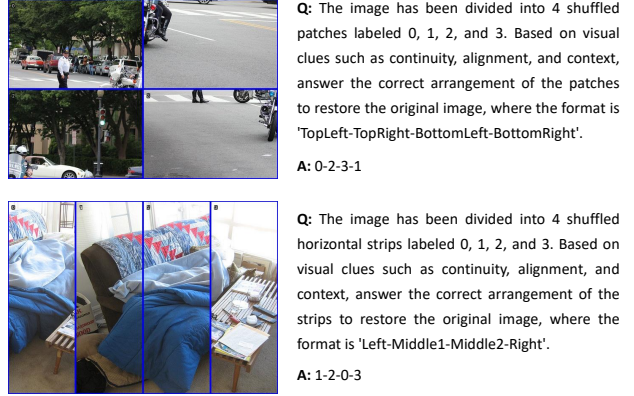 Q: The image has been divided into 4 shuffled
patches labeled 0, 1, 2, and 3. Based on visual
clues such as continuity, alignment, and context,
answer the correct arrangement of the patches
to restore the original image, where the format is
'TopLeft-TopRight-BottomLeft-BottomRight'.
A: 0-2-3-1
Q: The image has been divided into 4 shuffled
horizontal strips labeled 0, 1, 2, and 3. Based on
visual clues such as continuity, alignment, and
context, answer the correct arrangement of the
strips to restore the original image, where the
format is 'Left-Middle1-Middle2-Right'.
A: 1-2-0-3